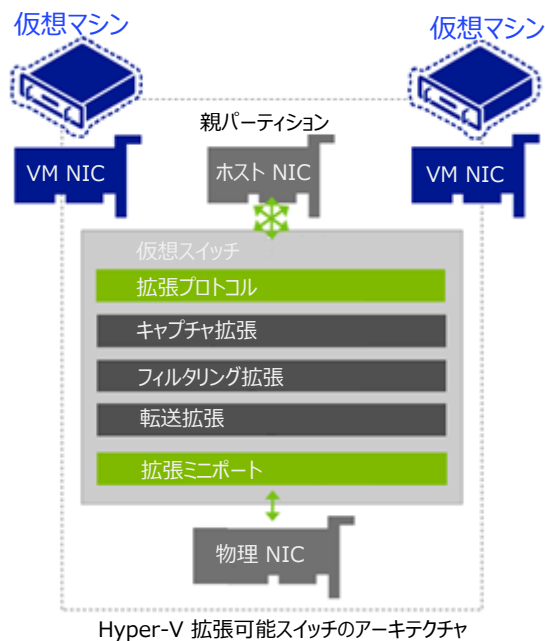 仮想マシン
仮想マシン
親パーティション
VM NIC
ホスト NIC
VM NIC
仮想スイッチ
拡張プロトコル
キャプチャ拡張
フィルタリング拡張
転送拡張
拡張ミニポート
物理 NIC
Hyper-V 拡張可能スイッチのアーキテクチャ